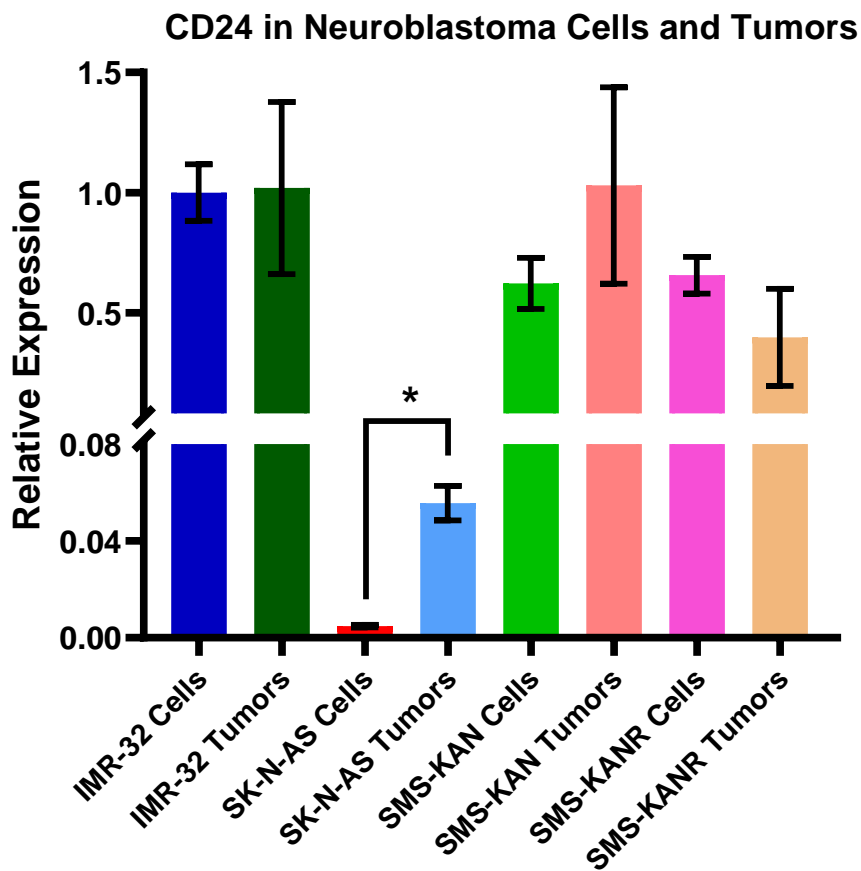 CD24 in Neuroblastoma Cells and Tumors
Relative Expression
1.5
1.0
0.5
0.08
0.04
0.00
*
IMR-32 Cells
IMR-32 Tumors
SK-N-AS Cells
SK-N-AS Tumors
SMS-KAN Cells
SMS-KAN Tumors
SMS-KANR Cells
SMS-KANR Tumors